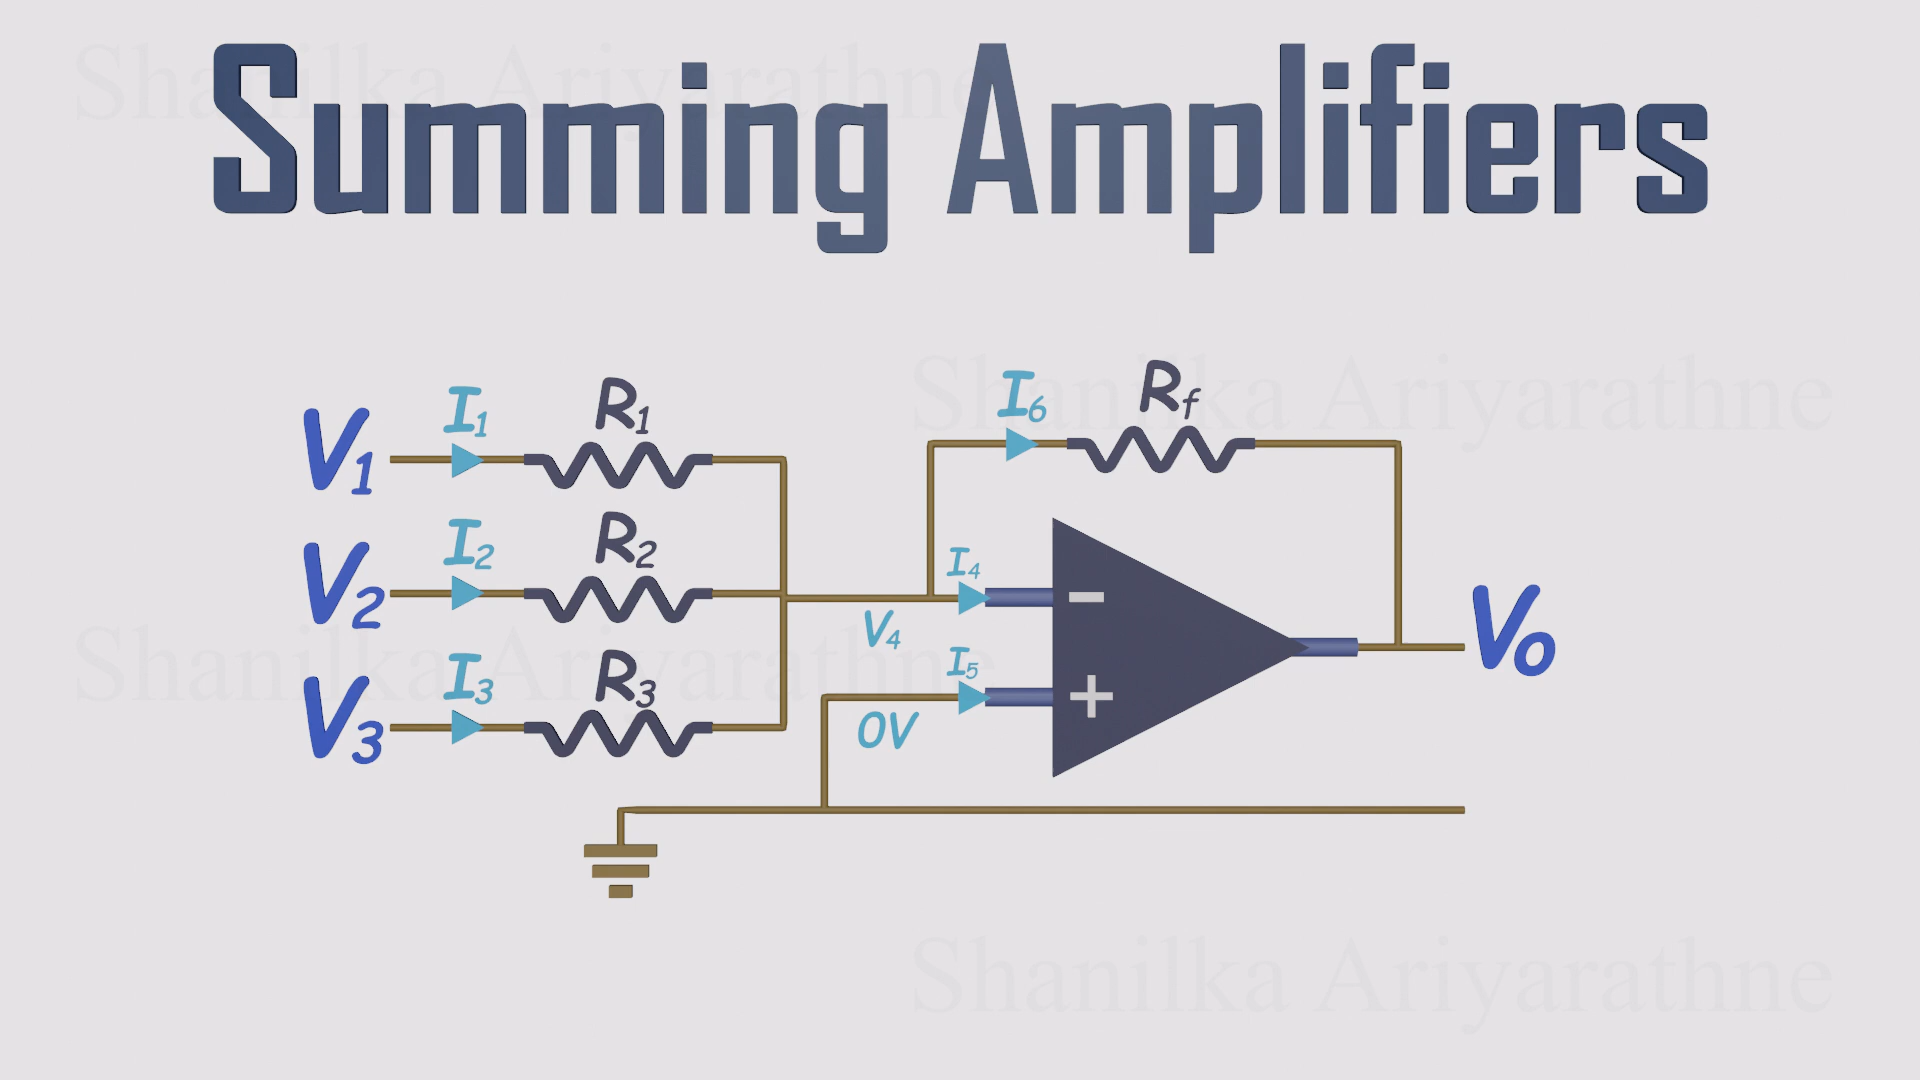 Summing Amplifiers
Shanilka Ariyarathne
Shanilka Ariyarathne
V1 I1 R1
I6 Rf
V2 I2 R2
I4
V4
Vo
Shanilka Ariyarathne
V3 I3 R3
I5
0V
Shanilka Ariyarathne